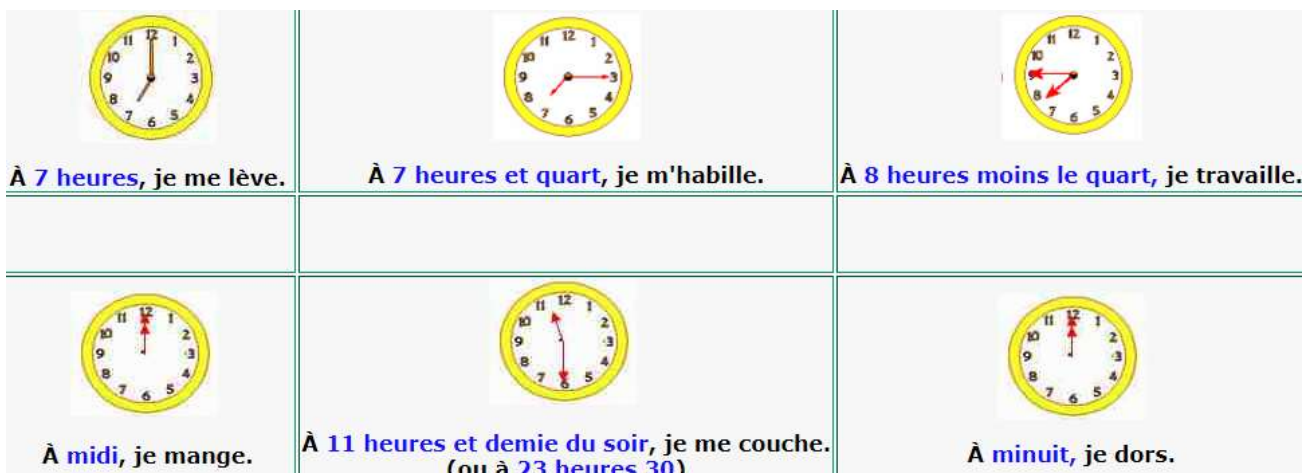 À 7 heures, je me lève.
À 7 heures et quart, je m'habille.
À 8 heures moins le quart, je travaille.
À midi, je mange.
À 11 heures et demie du soir, je me couche.
(ou à 23 heures 30)
À minuit, je dors.